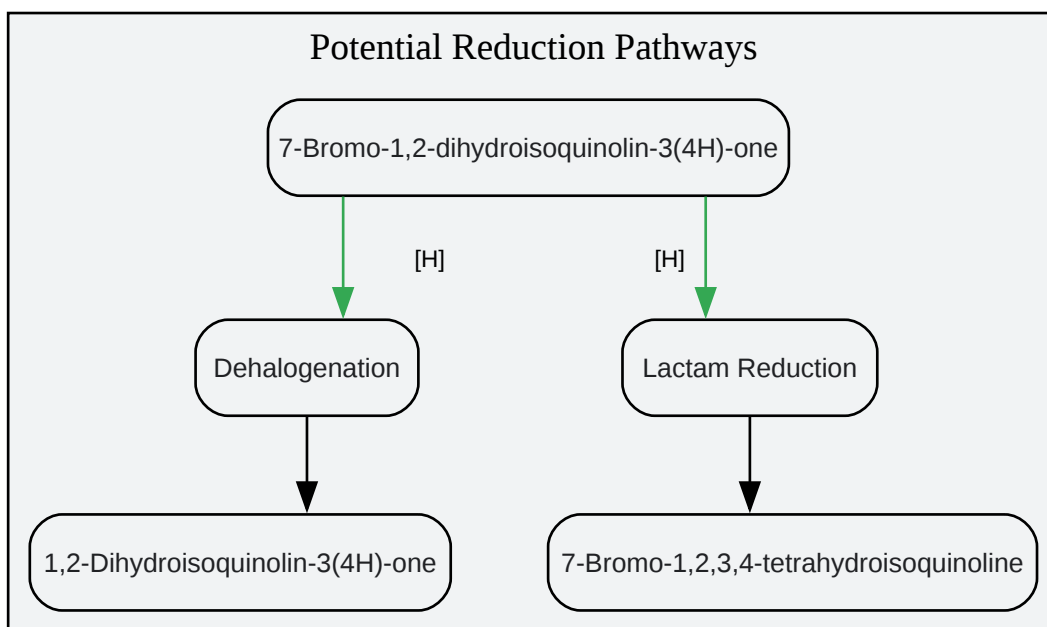 Potential Reduction Pathways
7-Bromo-1,2-dihydroisoquinolin-3(4H)-one
[H]
[H]
Dehalogenation
Lactam Reduction
1,2-Dihydroisoquinolin-3(4H)-one
7-Bromo-1,2,3,4-tetrahydroisoquinoline